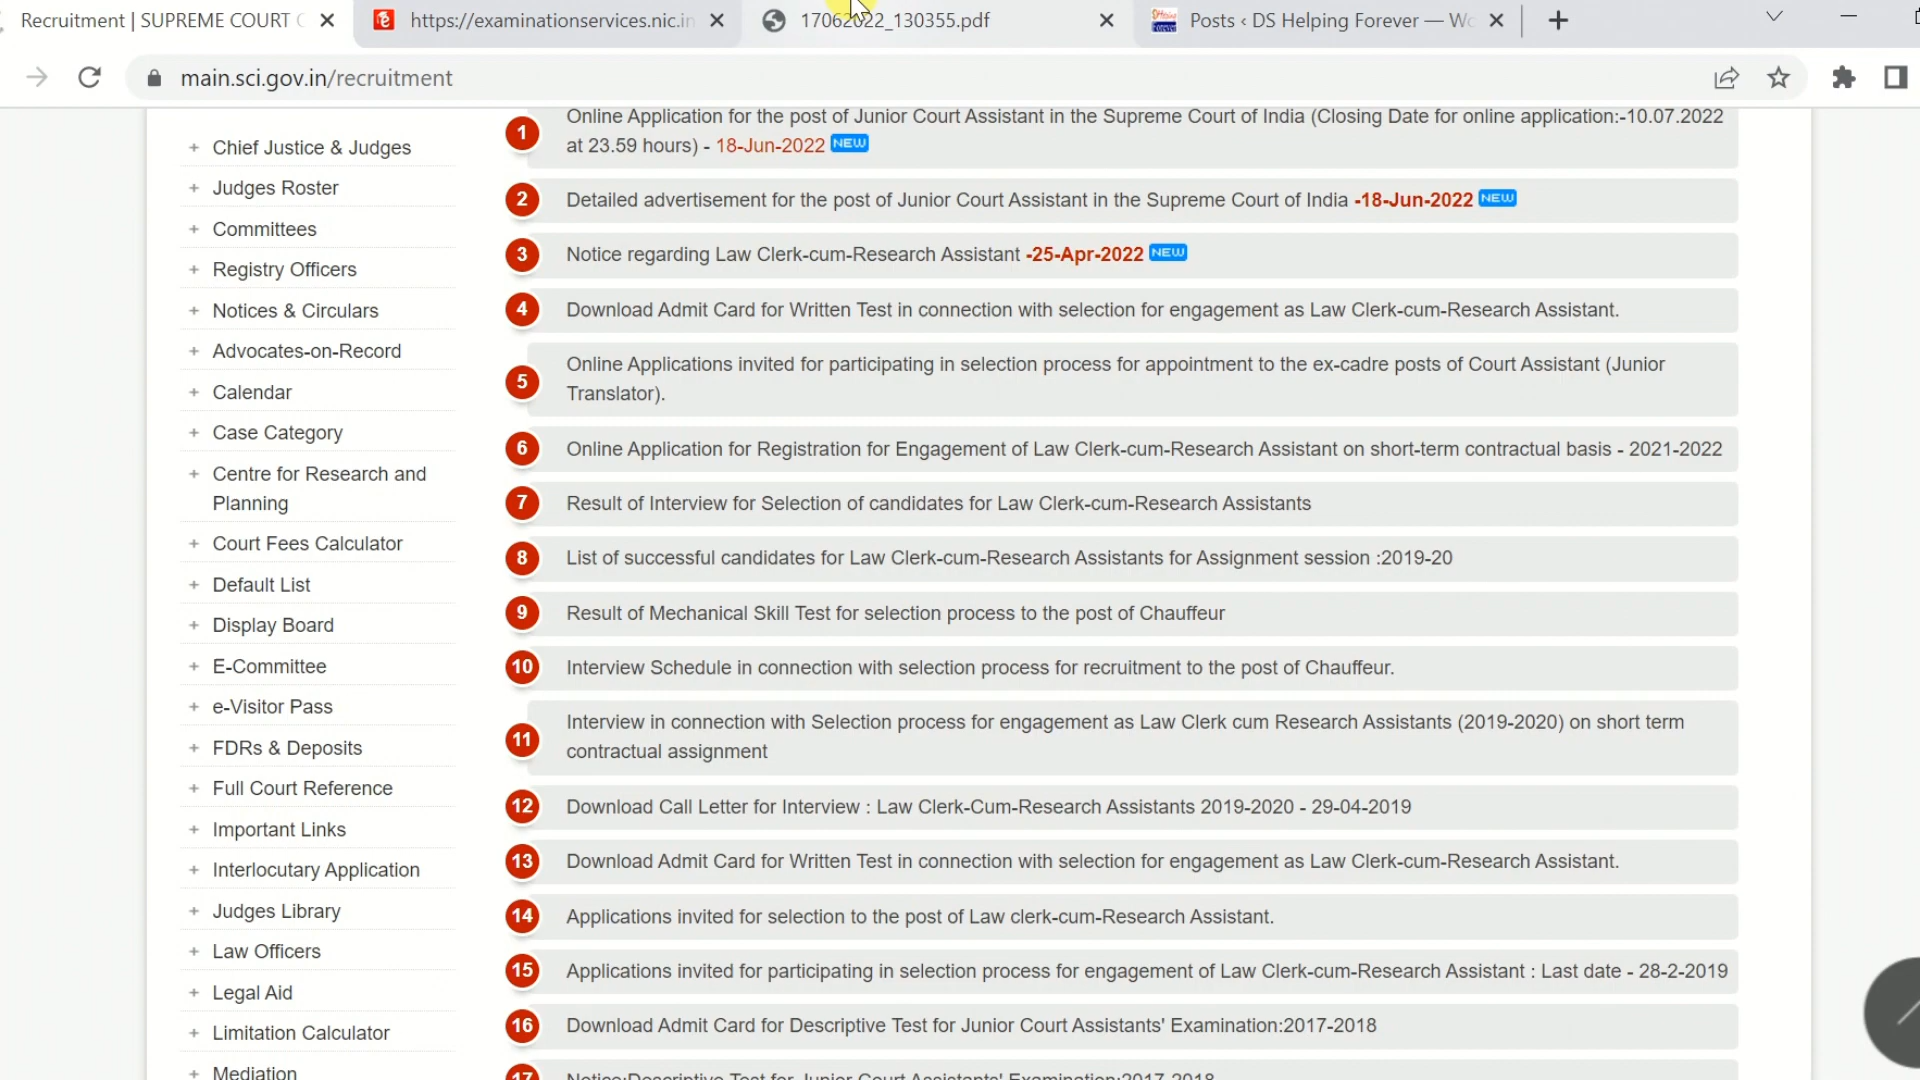 Recruitment | SUPREME COURT
https://examinationservices.nic.in
17062022_130355.pdf
Posts ‹ DS Helping Forever — Wo
main.sci.gov.in/recruitment
+ Chief Justice & Judges
+ Judges Roster
+ Committees
+ Registry Officers
+ Notices & Circulars
+ Advocates-on-Record
+ Calendar
+ Case Category
+ Centre for Research and
Planning
+ Court Fees Calculator
+ Default List
+ Display Board
+ E-Committee
+ e-Visitor Pass
+ FDRs & Deposits
+ Full Court Reference
+ Important Links
+ Interlocutary Application
+ Judges Library
+ Law Officers
+ Legal Aid
+ Limitation Calculator
+ Mediation
1 Online Application for the post of Junior Court Assistant in the Supreme Court of India (Closing Date for online application:-10.07.2022
at 23.59 hours) - 18-Jun-2022 NEW
2 Detailed advertisement for the post of Junior Court Assistant in the Supreme Court of India -18-Jun-2022 NEW
3 Notice regarding Law Clerk-cum-Research Assistant -25-Apr-2022 NEW
4 Download Admit Card for Written Test in connection with selection for engagement as Law Clerk-cum-Research Assistant.
5 Online Applications invited for participating in selection process for appointment to the ex-cadre posts of Court Assistant (Junior
Translator).
6 Online Application for Registration for Engagement of Law Clerk-cum-Research Assistant on short-term contractual basis - 2021-2022
7 Result of Interview for Selection of candidates for Law Clerk-cum-Research Assistants
8 List of successful candidates for Law Clerk-cum-Research Assistants for Assignment session :2019-20
9 Result of Mechanical Skill Test for selection process to the post of Chauffeur
10 Interview Schedule in connection with selection process for recruitment to the post of Chauffeur.
11 Interview in connection with Selection process for engagement as Law Clerk cum Research Assistants (2019-2020) on short term
contractual assignment
12 Download Call Letter for Interview : Law Clerk-Cum-Research Assistants 2019-2020 - 29-04-2019
13 Download Admit Card for Written Test in connection with selection for engagement as Law Clerk-cum-Research Assistant.
14 Applications invited for selection to the post of Law clerk-cum-Research Assistant.
15 Applications invited for participating in selection process for engagement of Law Clerk-cum-Research Assistant : Last date - 28-2-2019
16 Download Admit Card for Descriptive Test for Junior Court Assistants' Examination:2017-2018
17 Notice:Descriptive Test for Junior Court Assistants' Examination:2017-2018